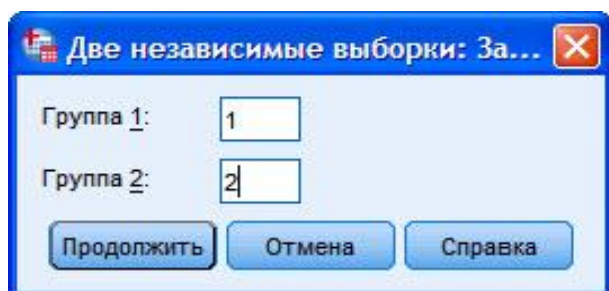 Две независимые выборки: За...
Группа 1: 1
Группа 2: 2
Продолжить Отмена Справка